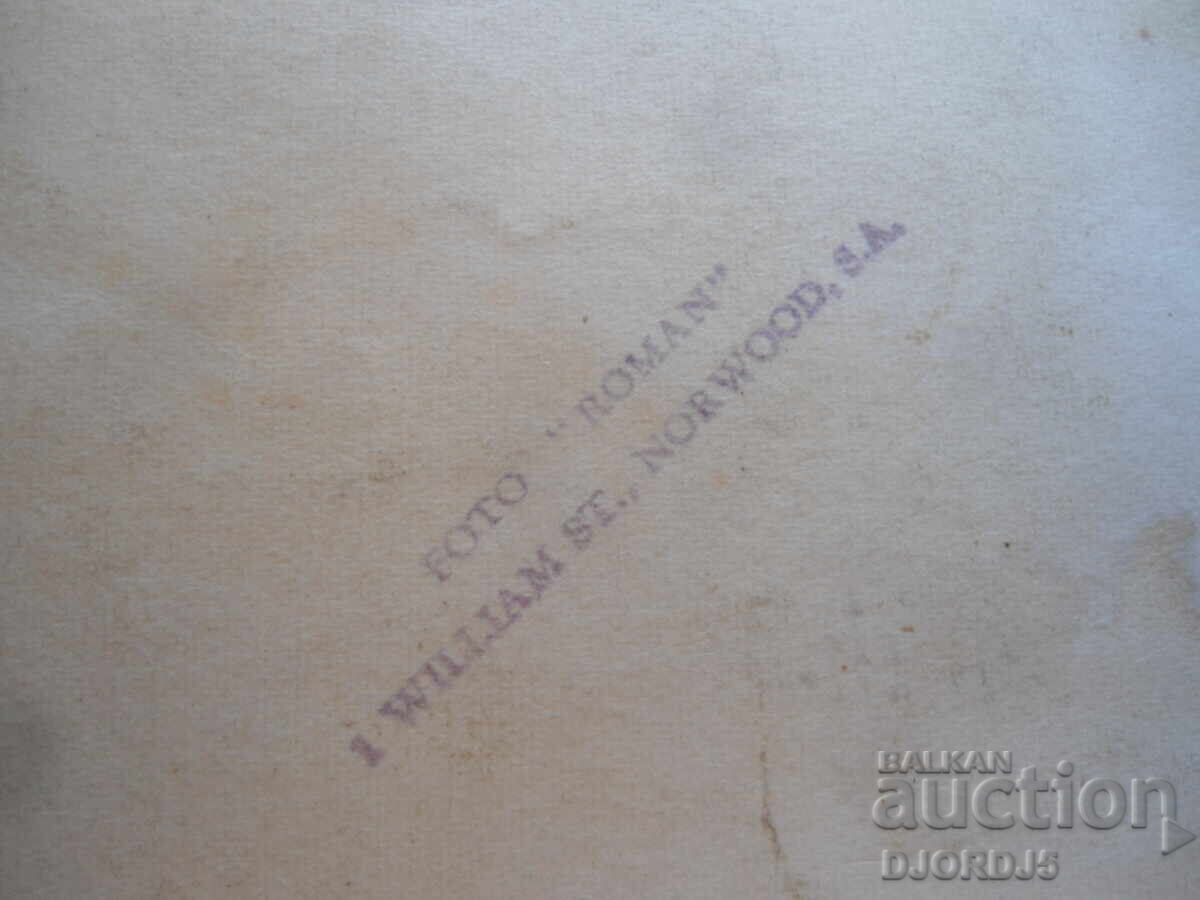 FOTO "ROMAN"
1 WILLIAM ST., NORWOOD, S.A.
BALKAN
auction
DJORDJ5